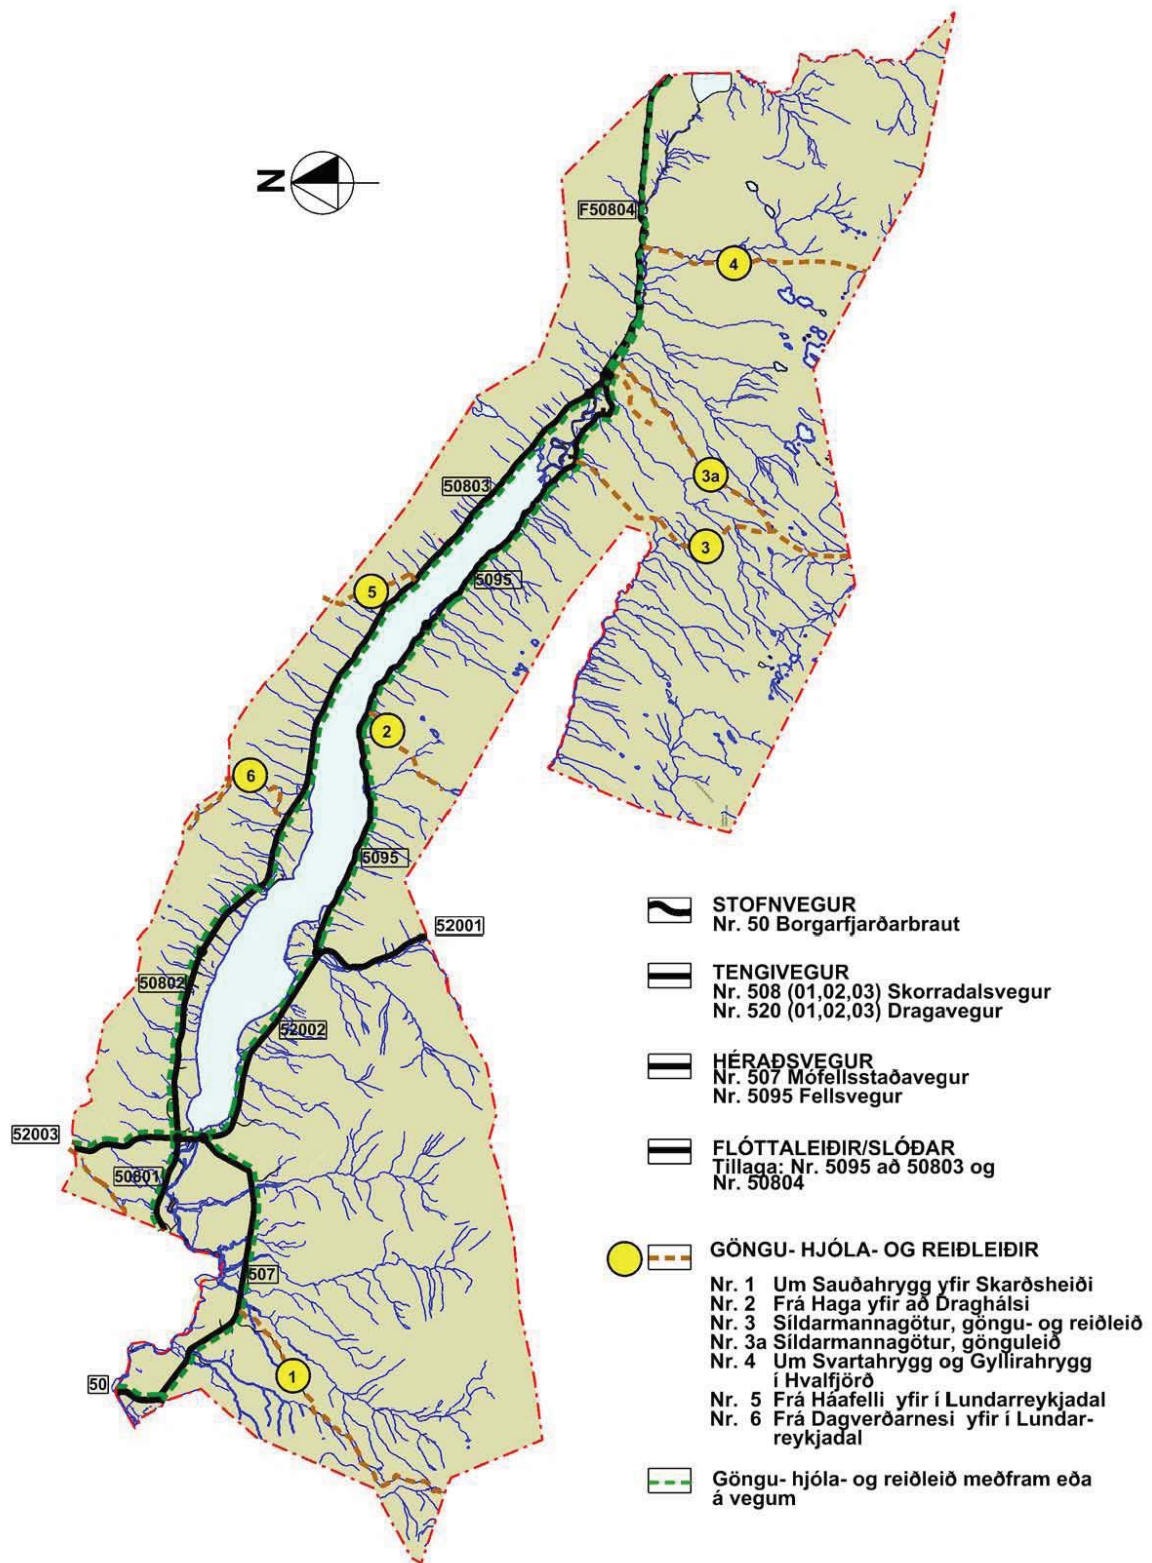 N
F50804
4
50803
3a
3
5095
5
2
6
5095
52001
50802
52002
52003
50801
507
1
50
STOFNVEGUR
Nr. 50 Borgarfjarðarbraut
TENGIVEGUR
Nr. 508 (01,02,03) Skorradalsvegur
Nr. 520 (01,02,03) Dragavegur
HÉRAÐSVEGUR
Nr. 507 Mófellsstaðavegur
Nr. 5095 Fellsvegur
FLÓTTALEIÐIR/SLÓÐAR
Tillaga: Nr. 5095 að 50803 og
Nr. 50804
GÖNGU- HJÓLA- OG REIÐLEIÐIR
Nr. 1 Um Sauðahrygg yfir Skarðsheiði
Nr. 2 Frá Haga yfir að Draghálsi
Nr. 3 Síldarmannagötur, göngu- og reiðleið
Nr. 3a Síldarmannagötur, gönguleið
Nr. 4 Um Svartahrygg og Gyllirahrygg
í Hvalfjörð
Nr. 5 Frá Háafelli yfir í Lundarreykjadal
Nr. 6 Frá Dagverðarnesi yfir í Lundar-
reykjadal
Göngu- hjóla- og reiðleið meðfram eða
á vegum